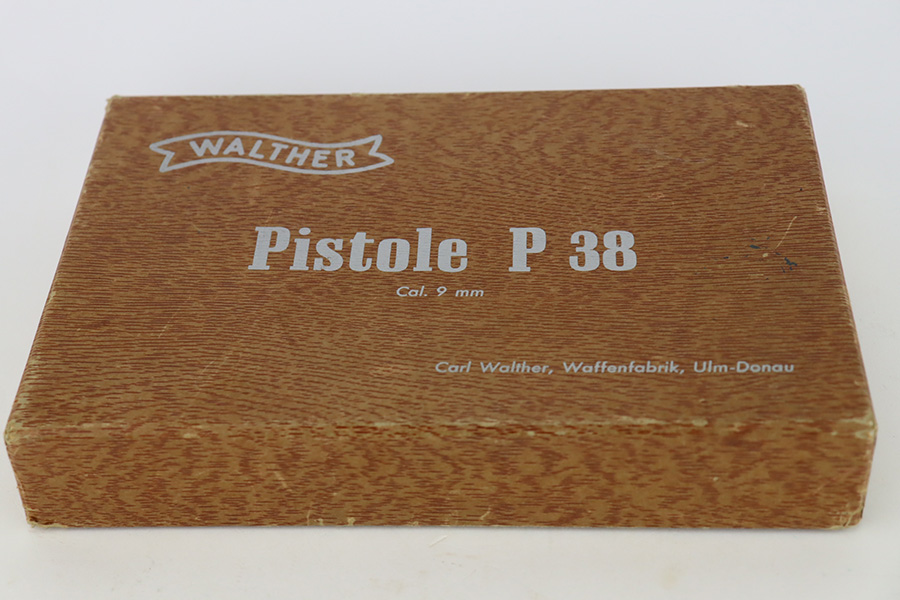 WALTHER
Pistole P 38
Cal. 9 mm
Carl Walther, Waffenfabrik, Ulm-Donau